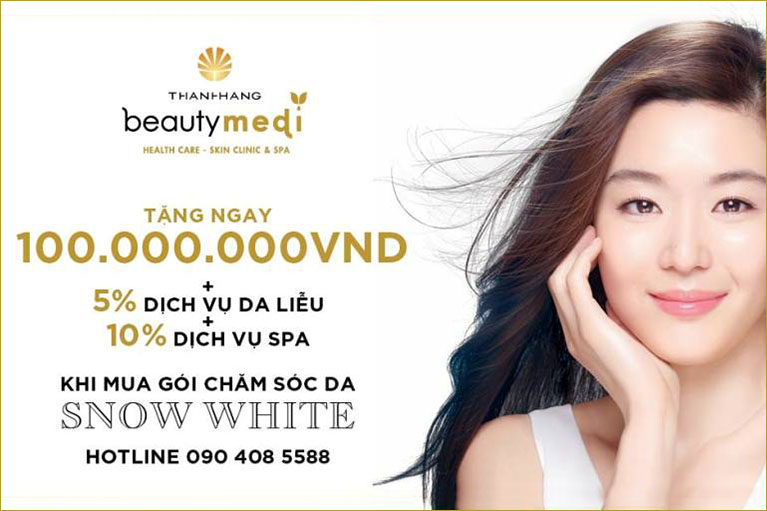 THANHHANG
beautymedi
HEALTH CARE - SKIN CLINIC & SPA
TẶNG NGAY
100.000.000VND
+
5% DỊCH VỤ DA LIỄU
+
10% DỊCH VỤ SPA
KHI MUA GÓI CHĂM SÓC DA
SNOW WHITE
HOTLINE 090 408 5588